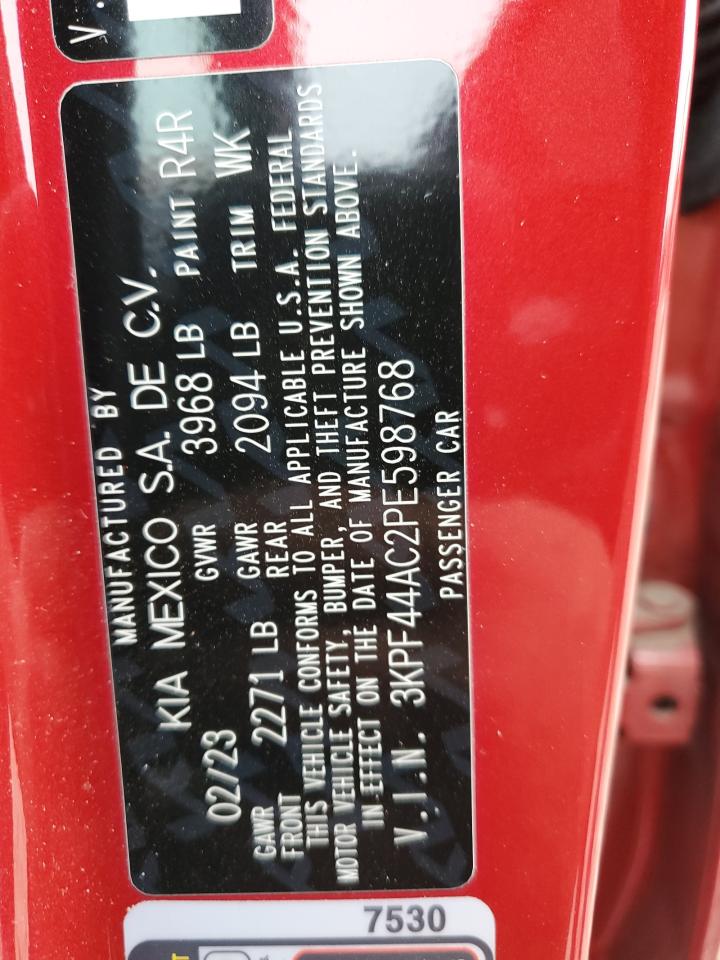 V.
MANUFACTURED BY
KIA MEXICO S.A. DE C.V.
02/23 GVWR 3968 LB PAINT R4R
GAWR FRONT 2271 LB GAWR REAR 2094 LB TRIM WK
THIS VEHICLE CONFORMS TO ALL APPLICABLE U.S.A. FEDERAL
MOTOR VEHICLE SAFETY, BUMPER, AND THEFT PREVENTION STANDARDS
IN EFFECT ON THE DATE OF MANUFACTURE SHOWN ABOVE.
V.I.N. 3KPF44AC2PE598768
PASSENGER CAR
7530